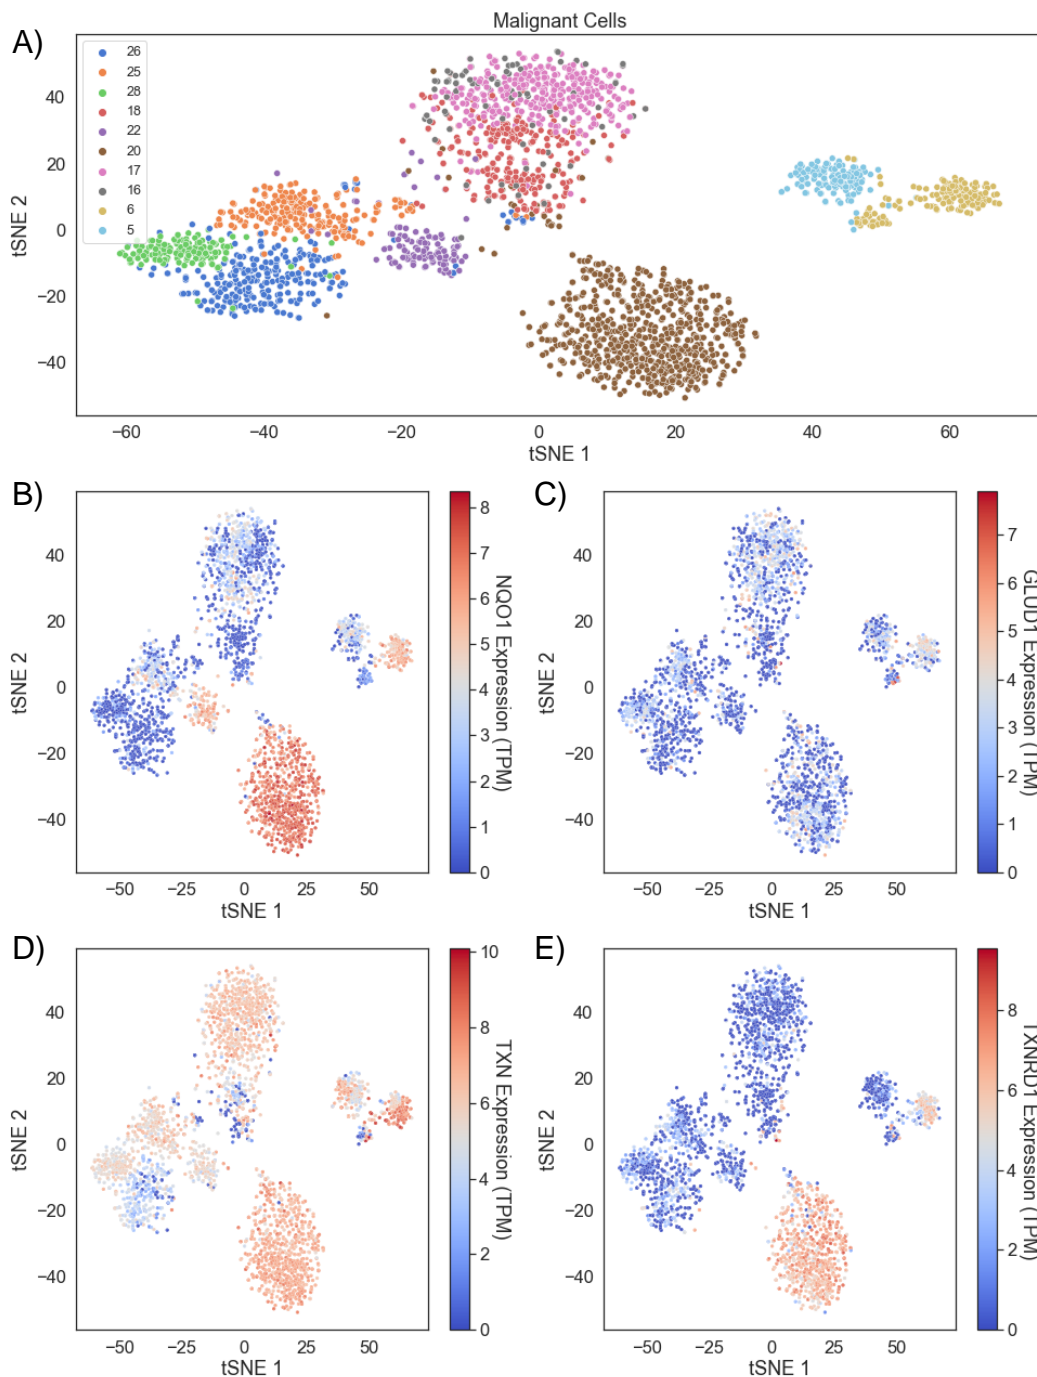 Malignant Cells
A)
26
25
28
18
22
20
17
16
6
5
40
20
0
−20
−40
tSNE 2
−60 −40 −20 0 20 40 60
tSNE 1
B)
40
20
0
−20
−40
tSNE 2
−50 −25 0 25 50
tSNE 1
8
7
6
5
4
3
2
1
0
NQO1 Expression (TPM)
C)
40
20
0
−20
−40
tSNE 2
−50 −25 0 25 50
tSNE 1
7
6
5
4
3
2
1
0
GLUD1 Expression (TPM)
D)
40
20
0
−20
−40
tSNE 2
−50 −25 0 25 50
tSNE 1
10
8
6
4
2
0
TXN Expression (TPM)
E)
40
20
0
−20
−40
tSNE 2
−50 −25 0 25 50
tSNE 1
8
6
4
2
0
TXNRD1 Expression (TPM)